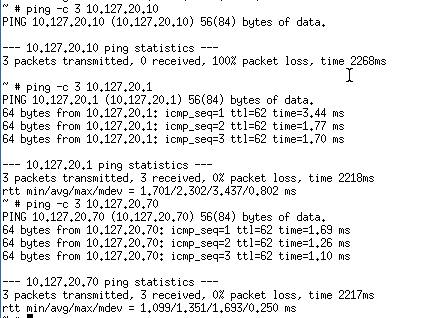 ~ # ping -c 3 10.127.20.10
PING 10.127.20.10 (10.127.20.10) 56(84) bytes of data.
--- 10.127.20.10 ping statistics ---
3 packets transmitted, 0 received, 100% packet loss, time 2268ms
~ # ping -c 3 10.127.20.1
PING 10.127.20.1 (10.127.20.1) 56(84) bytes of data.
64 bytes from 10.127.20.1: icmp_seq=1 ttl=62 time=3.44 ms
64 bytes from 10.127.20.1: icmp_seq=2 ttl=62 time=1.77 ms
64 bytes from 10.127.20.1: icmp_seq=3 ttl=62 time=1.70 ms
--- 10.127.20.1 ping statistics ---
3 packets transmitted, 3 received, 0% packet loss, time 2218ms
rtt min/avg/max/mdev = 1.701/2.302/3.437/0.802 ms
~ # ping -c 3 10.127.20.70
PING 10.127.20.70 (10.127.20.70) 56(84) bytes of data.
64 bytes from 10.127.20.70: icmp_seq=1 ttl=62 time=1.69 ms
64 bytes from 10.127.20.70: icmp_seq=2 ttl=62 time=1.26 ms
64 bytes from 10.127.20.70: icmp_seq=3 ttl=62 time=1.10 ms
--- 10.127.20.70 ping statistics ---
3 packets transmitted, 3 received, 0% packet loss, time 2217ms
rtt min/avg/max/mdev = 1.099/1.351/1.693/0.250 ms
~ #